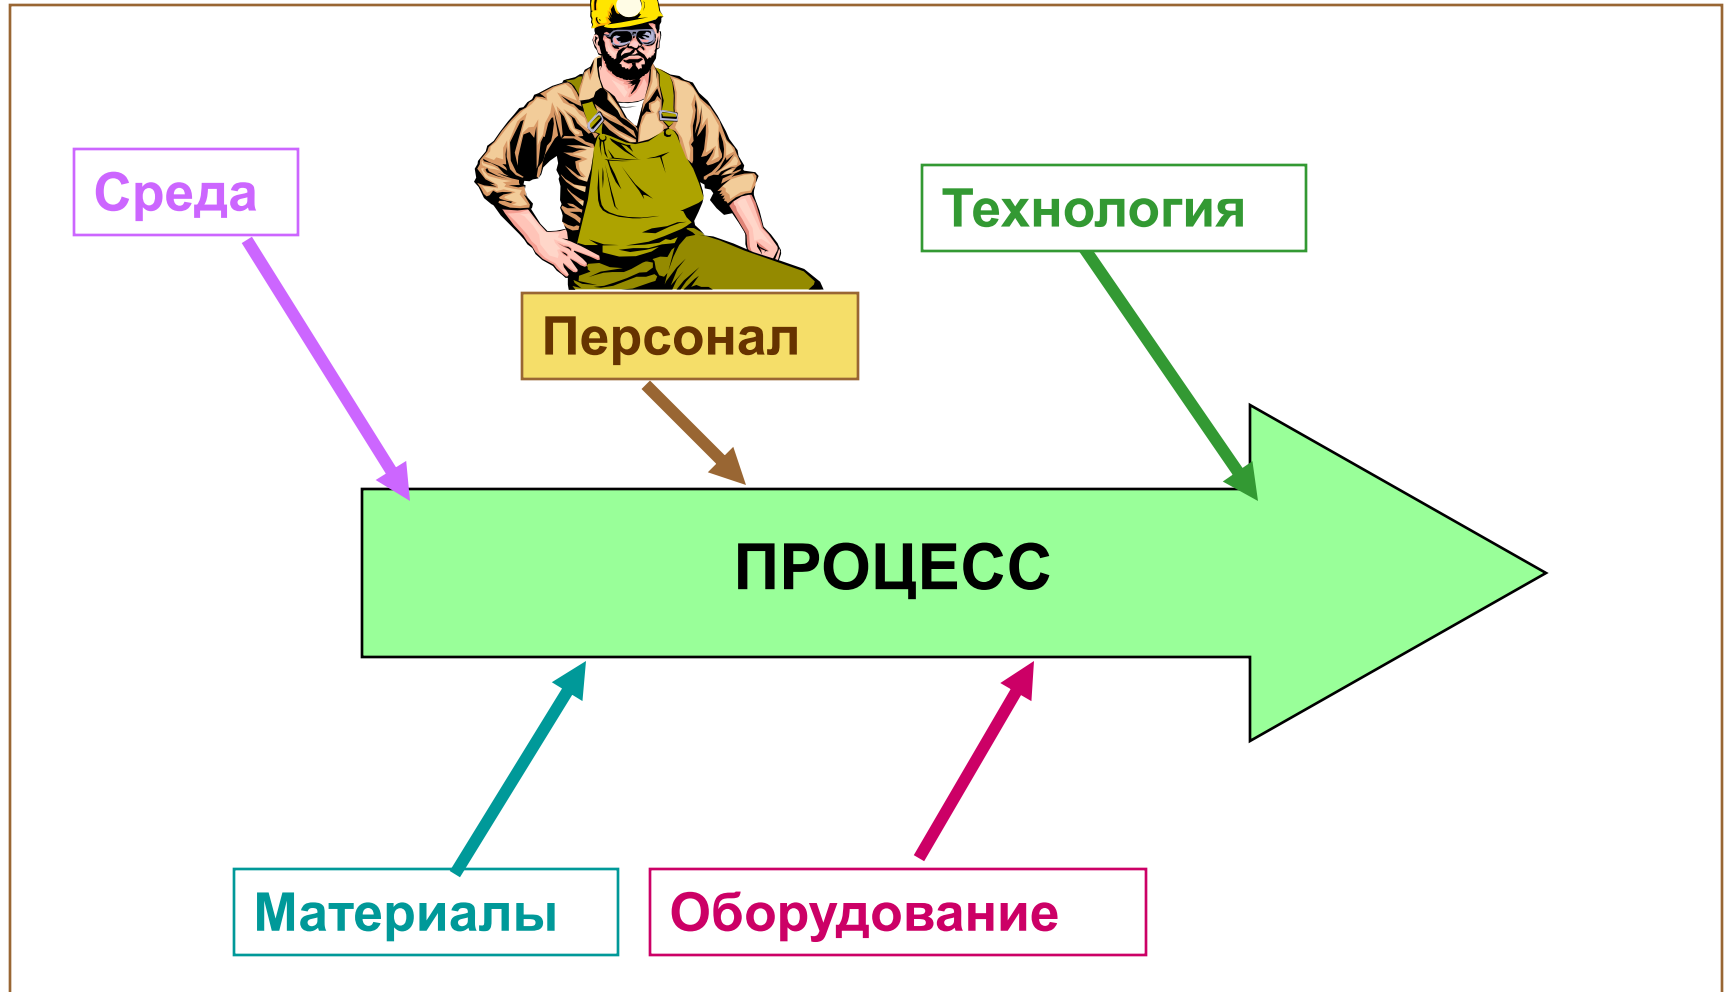 Среда
Технология
Персонал
ПРОЦЕСС
Материалы
Оборудование